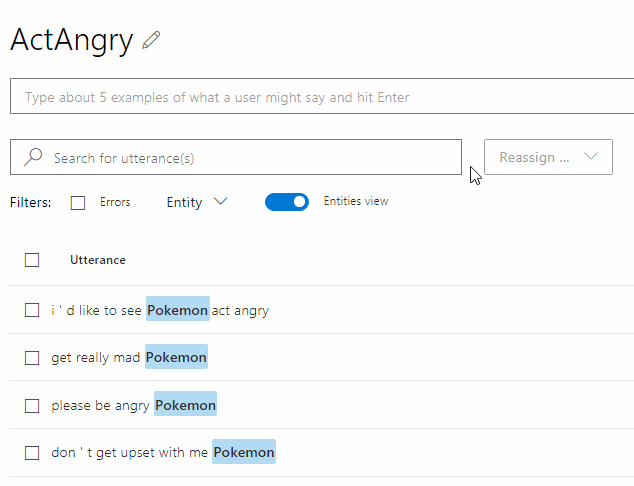 ActAngry
Type about 5 examples of what a user might say and hit Enter
Search for utterance(s) Reassign ...
Filters: Errors Entity Entities view
Utterance
i ' d like to see Pokemon act angry
get really mad Pokemon
please be angry Pokemon
don ' t get upset with me Pokemon